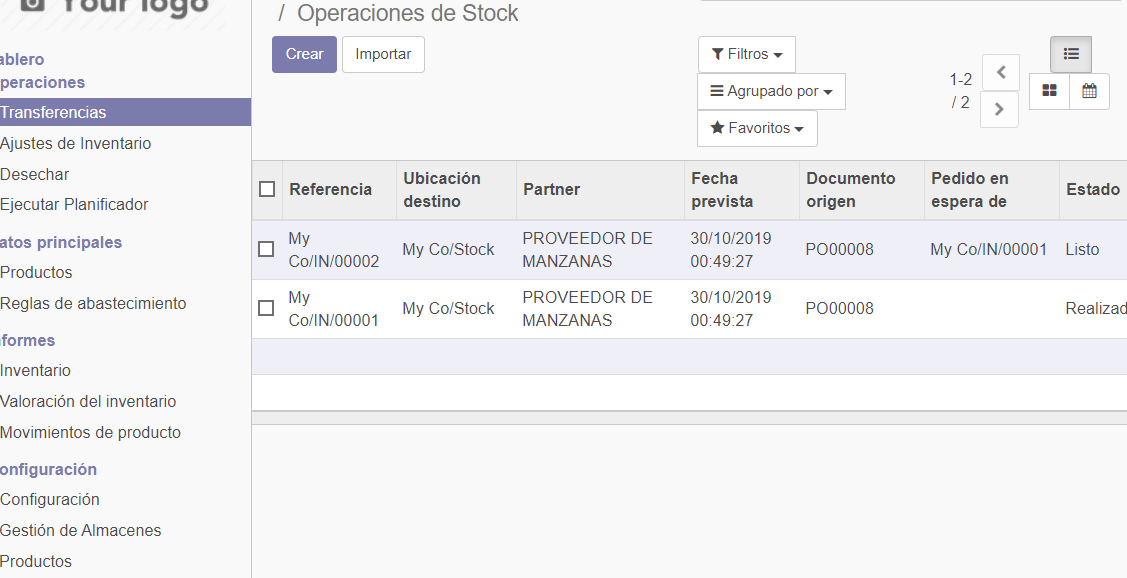 Your logo
/ Operaciones de Stock
Crear
Importar
Filtros
Agrupado por
Favoritos
1-2
/ 2
ablero
peraciones
Transferencias
Ajustes de Inventario
Desechar
Ejecutar Planificador
atos principales
Productos
Reglas de abastecimiento
nformes
Inventario
Valoración del inventario
Movimientos de producto
onfiguración
Configuración
Gestión de Almacenes
Productos
Referencia
Ubicación
destino
Partner
Fecha
prevista
Documento
origen
Pedido en
espera de
Estado
My
Co/IN/00002
My Co/Stock
PROVEEDOR DE
MANZANAS
30/10/2019
00:49:27
PO00008
My Co/IN/00001
Listo
My
Co/IN/00001
My Co/Stock
PROVEEDOR DE
MANZANAS
30/10/2019
00:49:27
PO00008
Realizad